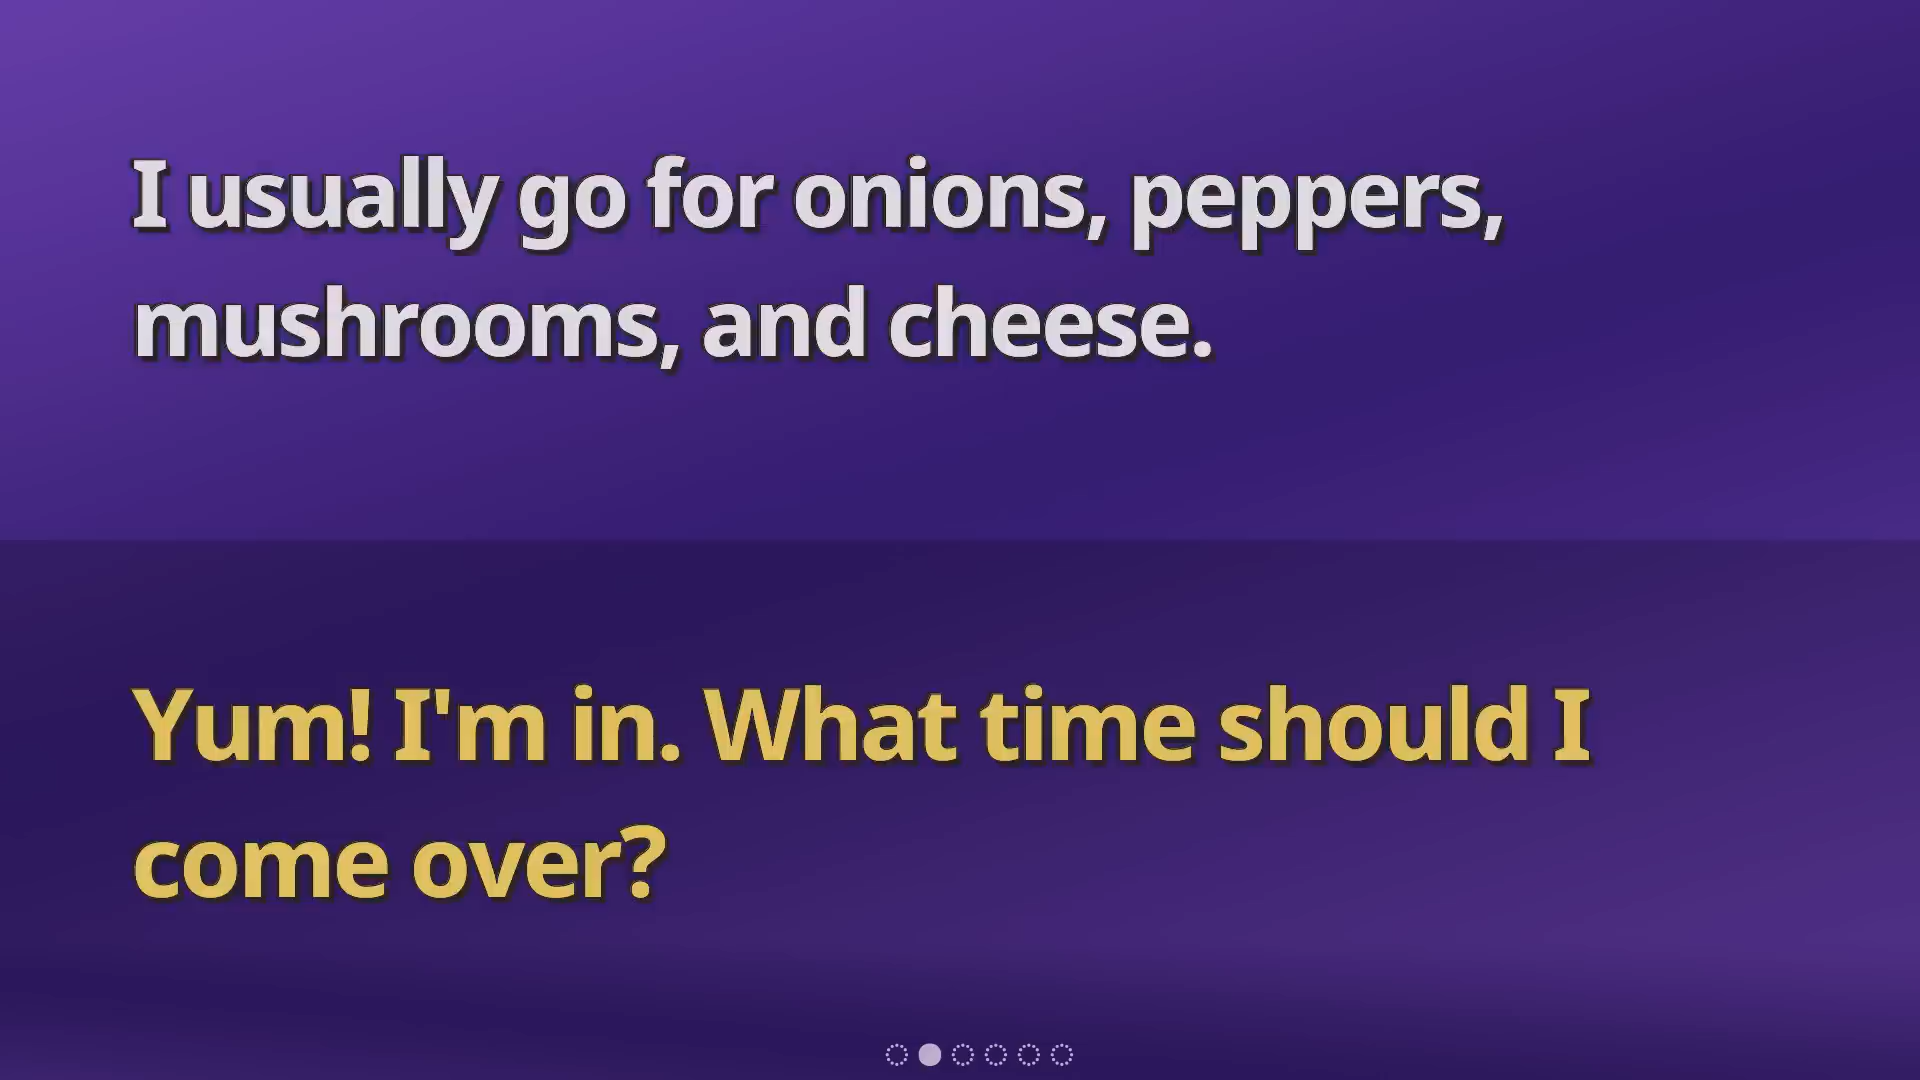 I usually go for onions, peppers,
mushrooms, and cheese.
Yum! I'm in. What time should I
come over?